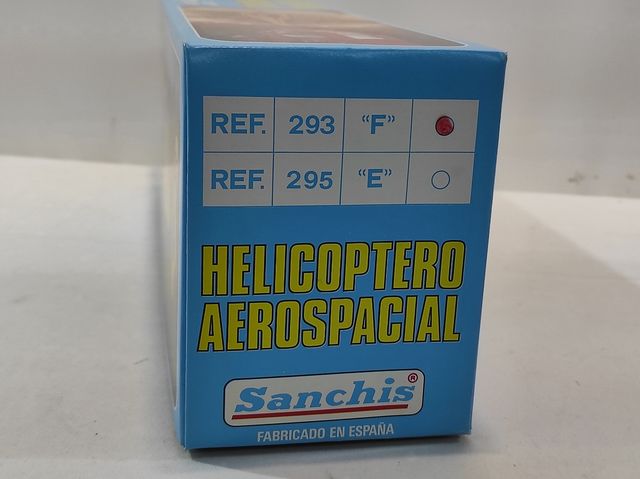 REF. 293 "F"
REF. 295 "E"
HELICOPTERO
AEROSPACIAL
Sanchis®
FABRICADO EN ESPAÑA